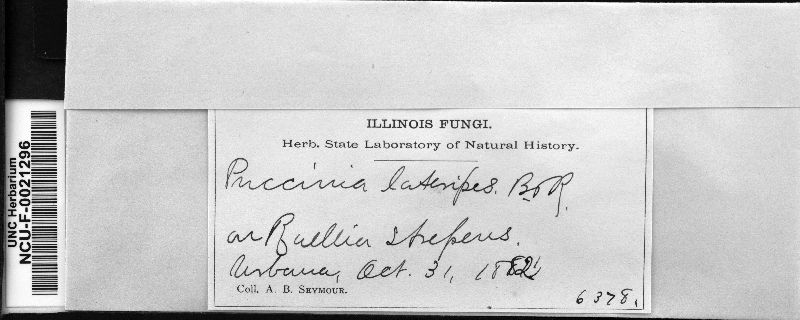 ILLINOIS FUNGI.
Herb. State Laboratory of Natural History.
Puccinia lateripes. B & R.
on Ruellia strepens.
Urbana, Oct. 31, 1882
Coll. A. B. Seymour.
6378.
UNC Herbarium
NCU-F-0021296